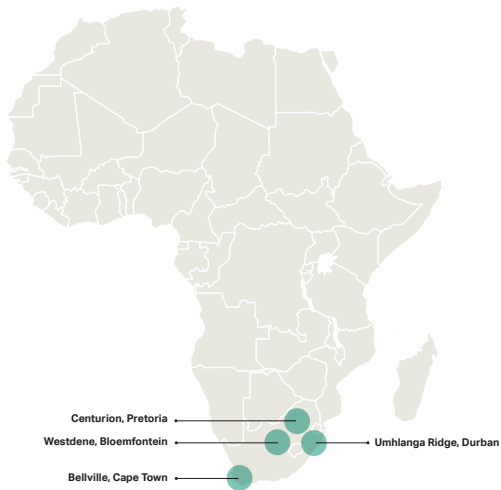 Centurion, Pretoria
Westdene, Bloemfontein
Umhlanga Ridge, Durban
Bellville, Cape Town